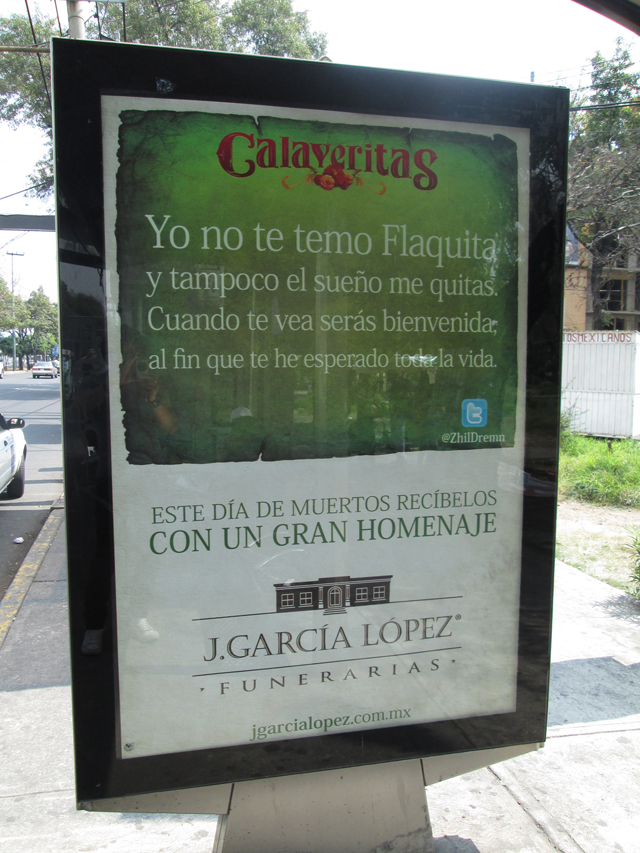 Calaveritas
Yo no te temo Flaquita
y tampoco el sueño me quitas.
Cuando te vea serás bienvenida,
al fin que te he esperado toda la vida.
@ZhilDremn
ESTE DÍA DE MUERTOS RECÍBELOS
CON UN GRAN HOMENAJE
J.GARCÍA LÓPEZ®
· FUNERARIAS ·
jgarcialopez.com.mx
TOSMEXICANOS